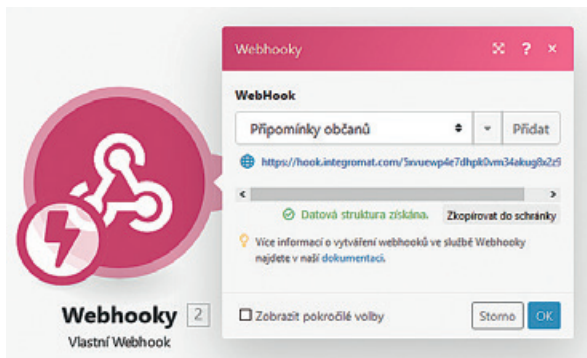 Webhooky
?
WebHook
Připomínky občanů
Přidat
https://hook.integromat.com/5xvuewp4e7dhpk0vm34akug8x2z9
Datová struktura získána.
Zkopírovat do schránky
Více informací o vytváření webhooků ve službě Webhooky
najdete v naší dokumentaci.
Zobrazit pokročilé volby
Storno
OK
Webhooky 2
Vlastní Webhook